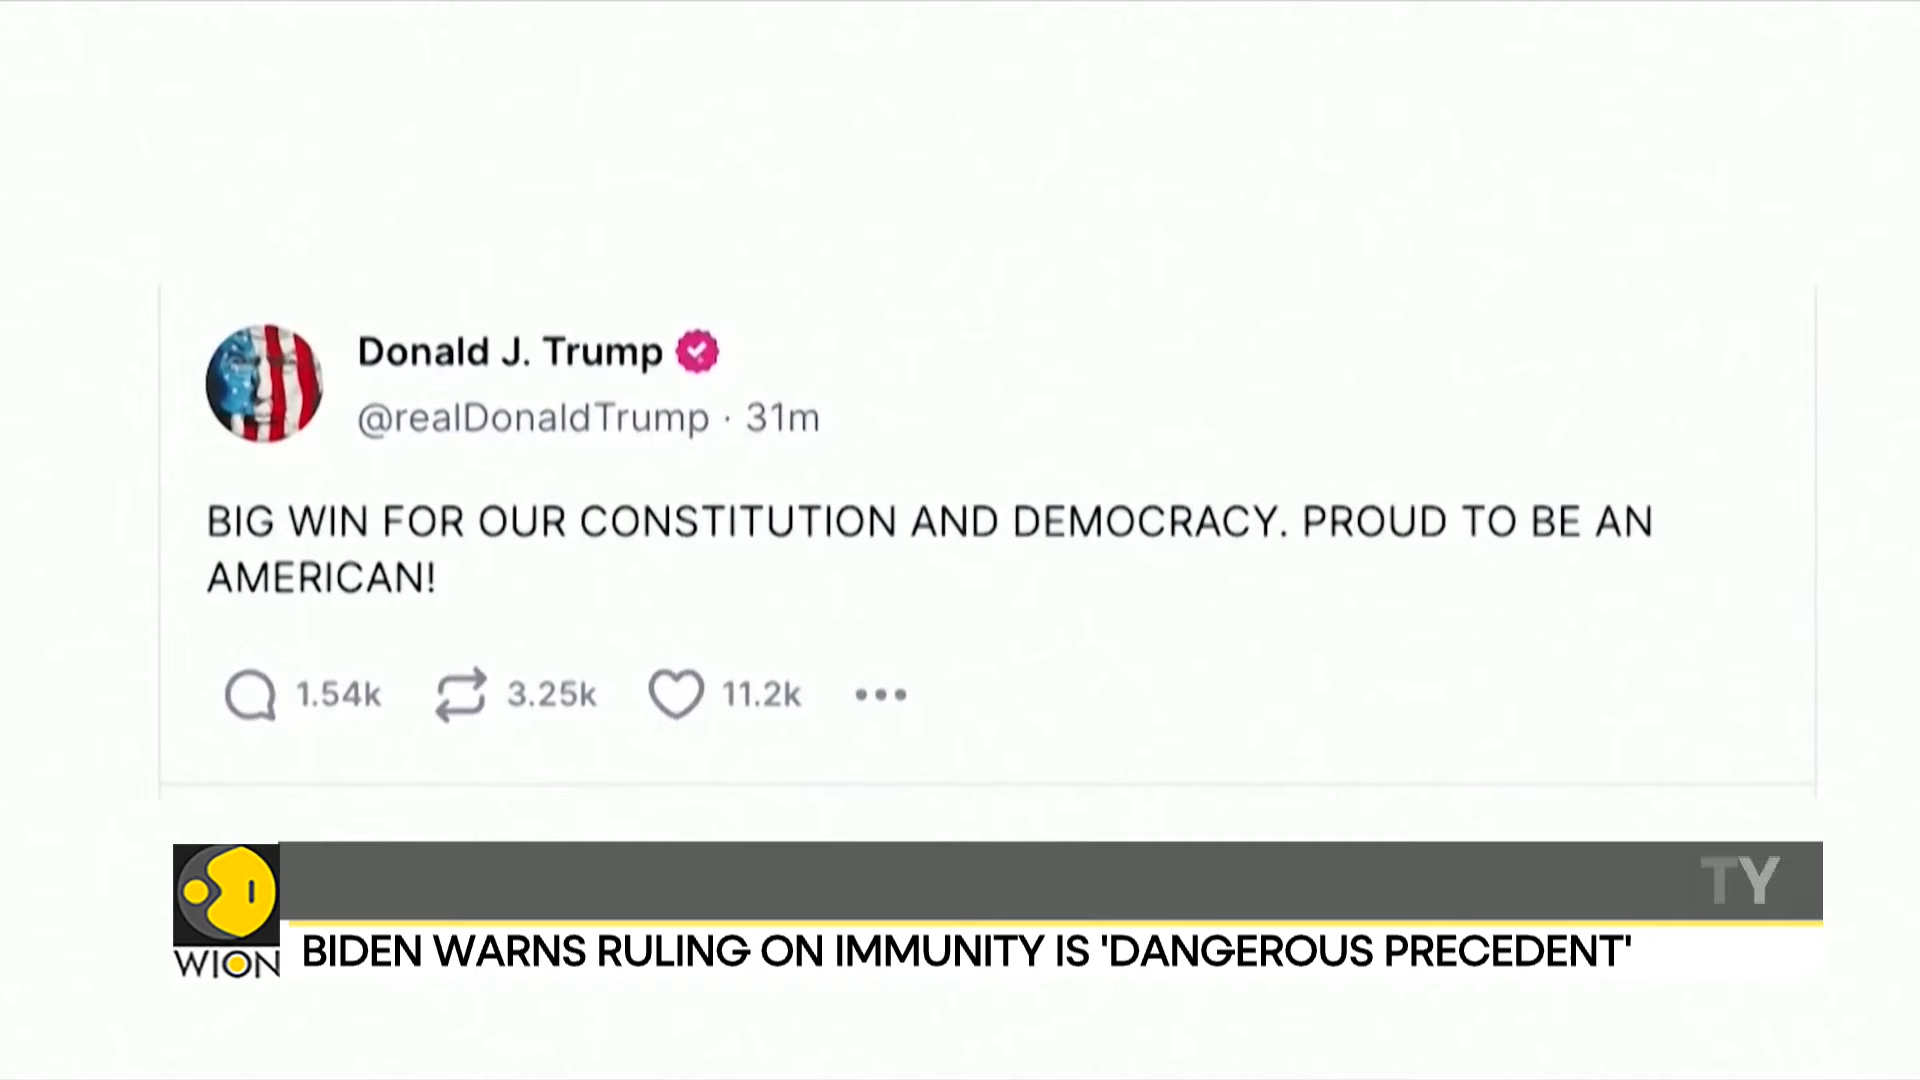 Donald J. Trump
@realDonaldTrump · 31m
BIG WIN FOR OUR CONSTITUTION AND DEMOCRACY. PROUD TO BE AN
AMERICAN!
1.54k 3.25k 11.2k
TY
WION
BIDEN WARNS RULING ON IMMUNITY IS 'DANGEROUS PRECEDENT'